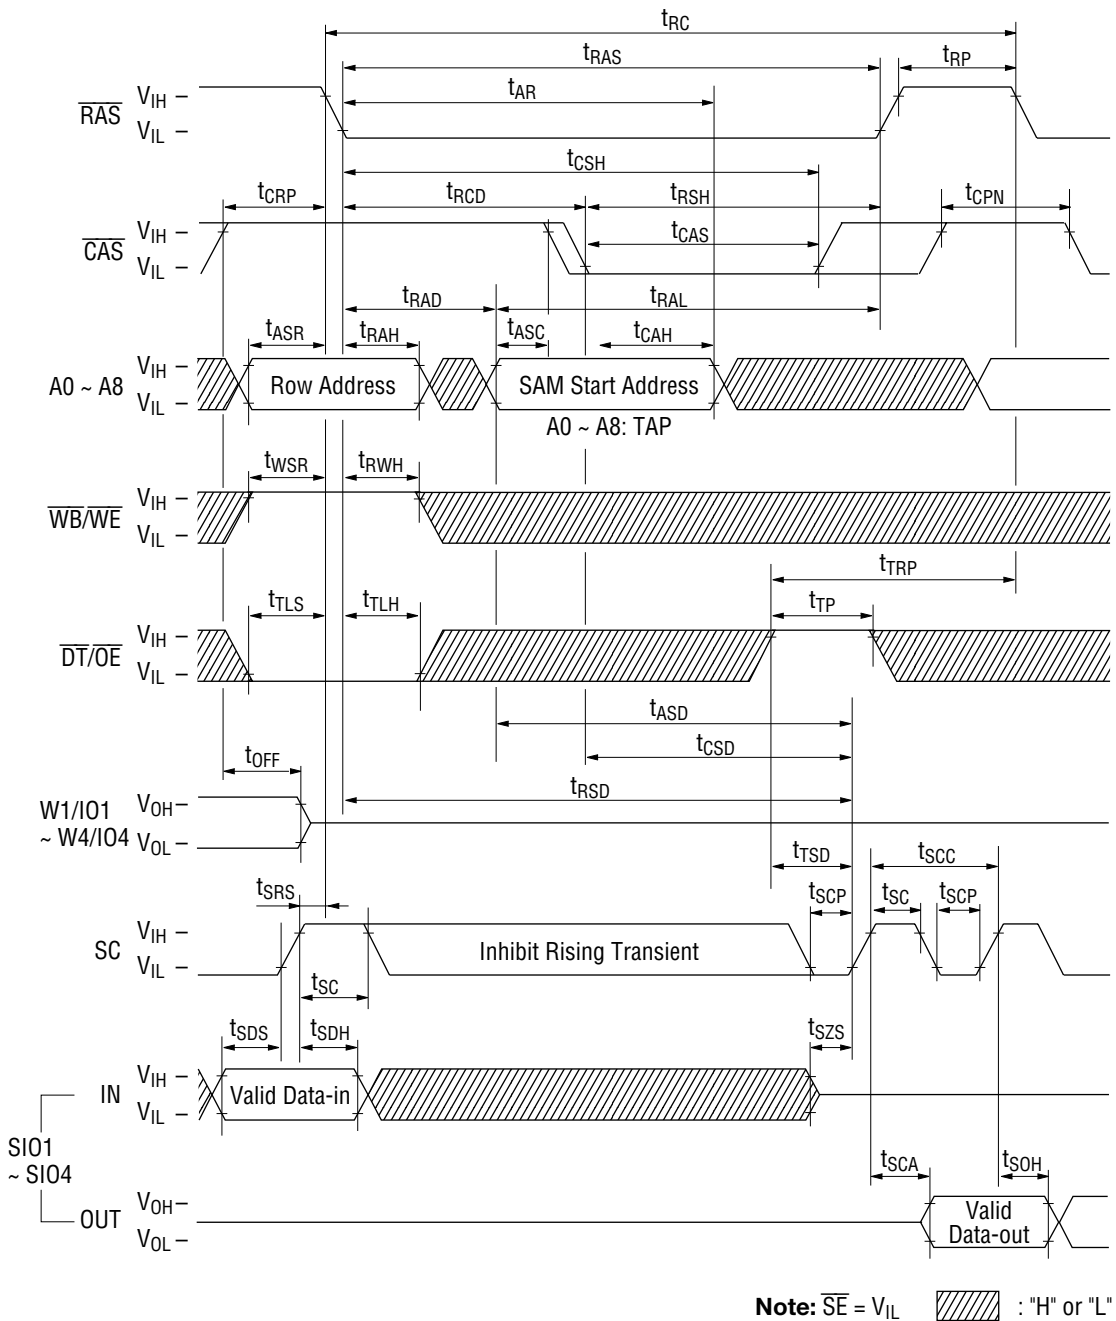 tRC
tRAS
tRP
tAR
RAS
VIH
VIL
tCSH
tCRP
tRCD
tRSH
tCPN
tCAS
CAS
VIH
VIL
tRAD
tRAL
tASR
tRAH
tASC
tCAH
A0 ~ A8
VIH
VIL
Row Address
SAM Start Address
A0 ~ A8: TAP
tWSR
tRWH
WB/WE
VIH
VIL
tTRP
tTLS
tTLH
tTP
DT/OE
VIH
VIL
tASD
tCSD
tOFF
tRSD
W1/IO1
~ W4/IO4
VOH
VOL
tTSD
tSCC
tSRS
tSCP
tSC
tSCP
SC
VIH
VIL
Inhibit Rising Transient
tSC
tSDS
tSDH
tSZS
IN
VIH
VIL
Valid Data-in
SIO1
~ SIO4
tSCA
tSOH
OUT
VOH
VOL
Valid
Data-out
Note: SE = VIL
: "H" or "L"